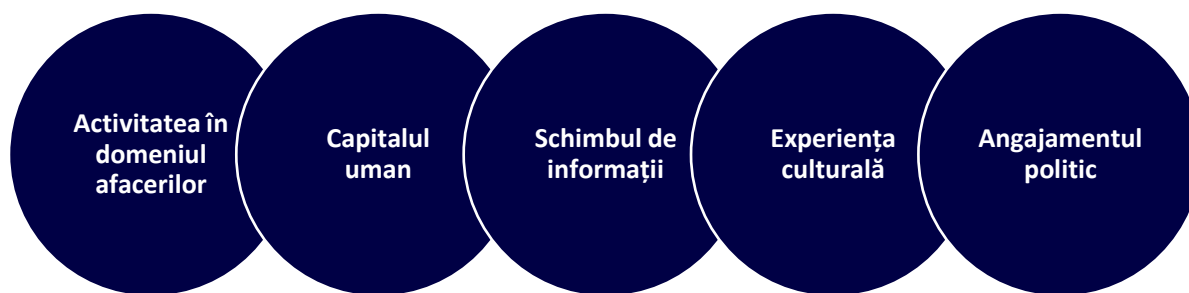 Activitatea în
domeniul
afacerilor
Capitalul
uman
Schimbul de
informații
Experiența
culturală
Angajamentul
politic